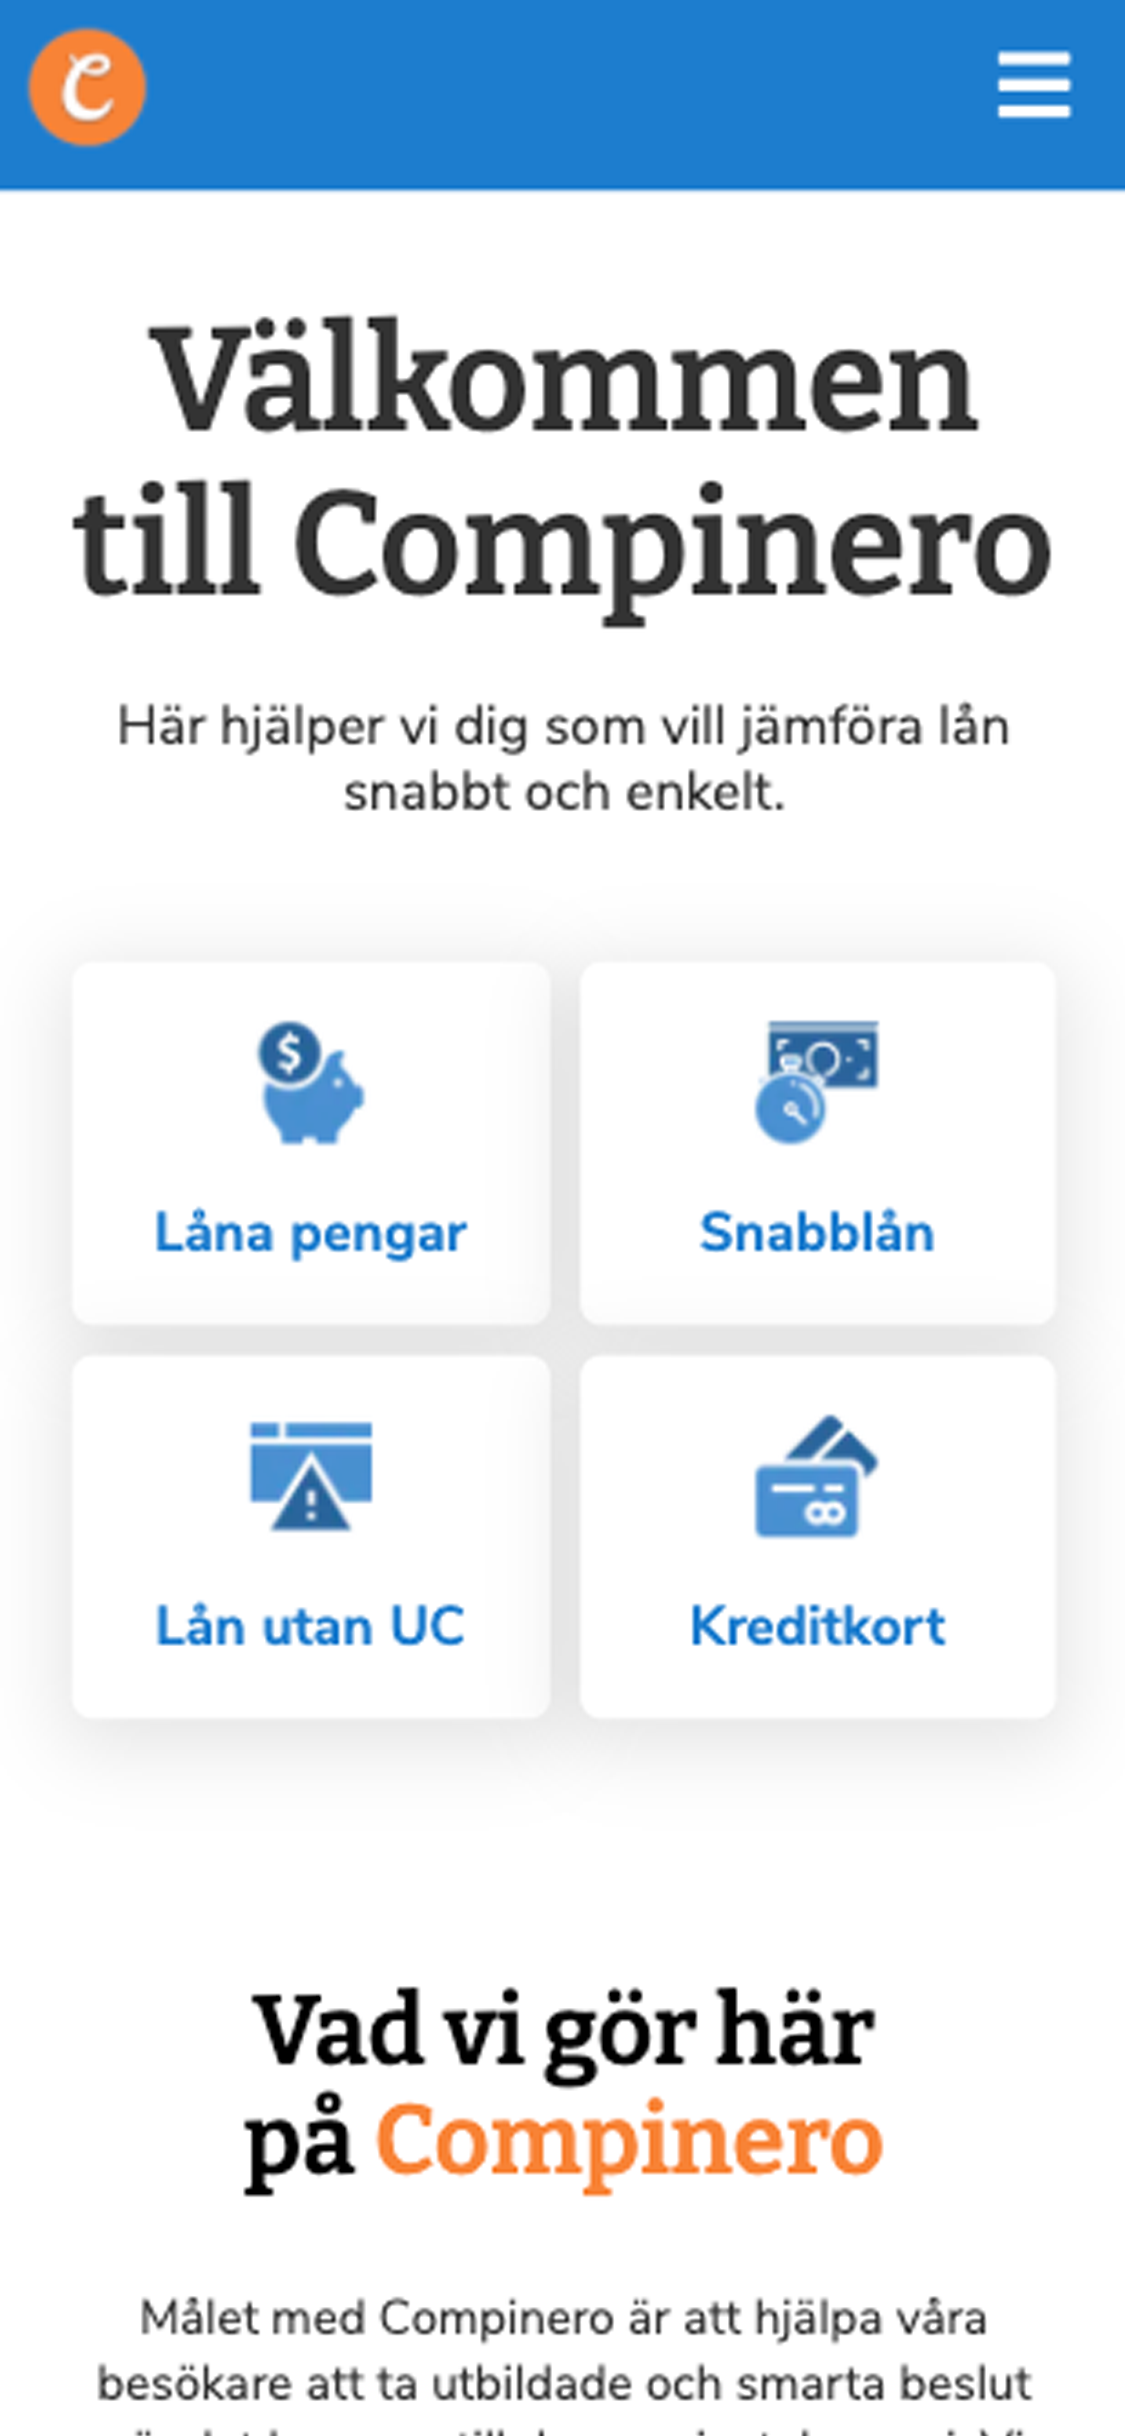 C
Välkommen
till Compinero
Här hjälper vi dig som vill jämföra lån
snabbt och enkelt.
$
Låna pengar
Snabblån
!
Lån utan UC
Kreditkort
Vad vi gör här
på Compinero
Målet med Compinero är att hjälpa våra
besökare att ta utbildade och smarta beslut